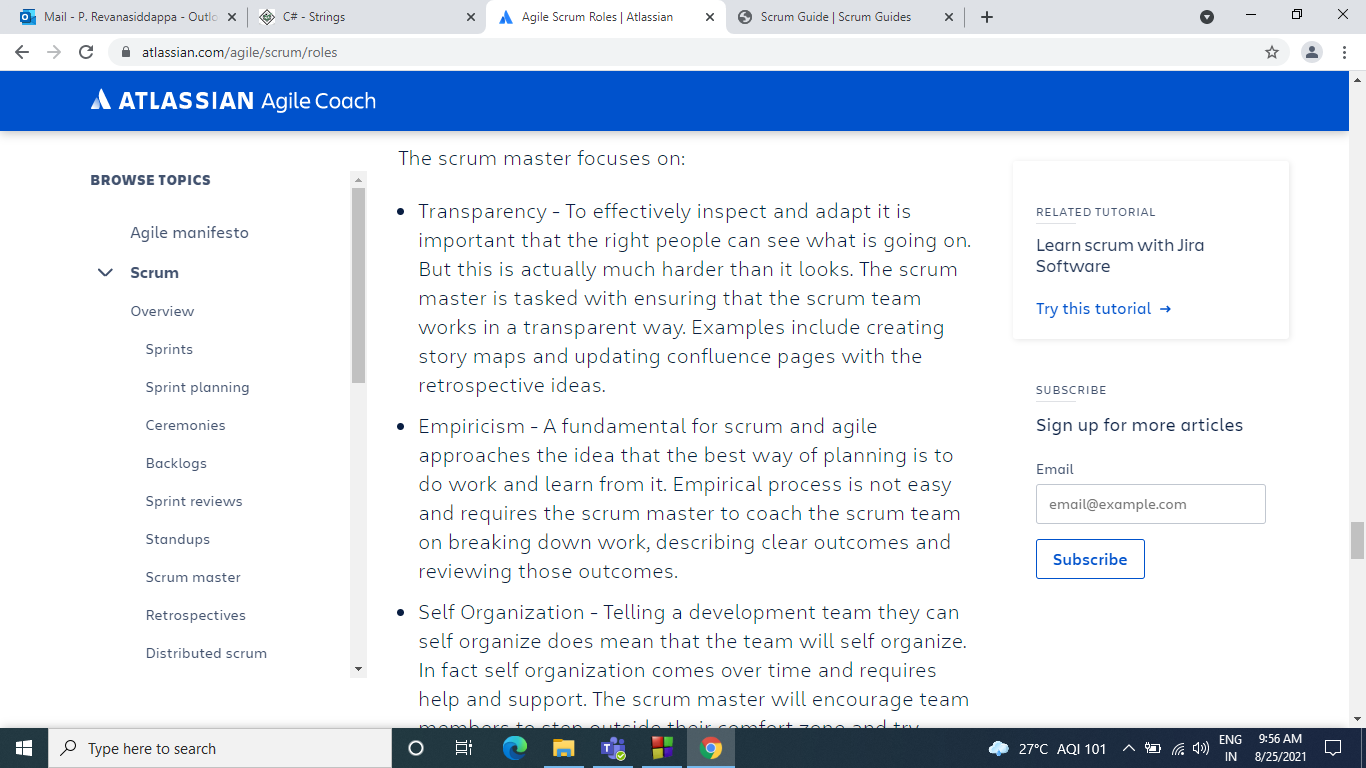 Mail - P. Revanasiddappa - Outlo
C# - Strings
Agile Scrum Roles | Atlassian
Scrum Guide | Scrum Guides
atlassian.com/agile/scrum/roles
ATLASSIAN Agile Coach
BROWSE TOPICS
Agile manifesto
Scrum
Overview
Sprints
Sprint planning
Ceremonies
Backlogs
Sprint reviews
Standups
Scrum master
Retrospectives
Distributed scrum
The scrum master focuses on:
• Transparency - To effectively inspect and adapt it is
important that the right people can see what is going on.
But this is actually much harder than it looks. The scrum
master is tasked with ensuring that the scrum team
works in a transparent way. Examples include creating
story maps and updating confluence pages with the
retrospective ideas.
• Empiricism - A fundamental for scrum and agile
approaches the idea that the best way of planning is to
do work and learn from it. Empirical process is not easy
and requires the scrum master to coach the scrum team
on breaking down work, describing clear outcomes and
reviewing those outcomes.
• Self Organization - Telling a development team they can
self organize does mean that the team will self organize.
In fact self organization comes over time and requires
help and support. The scrum master will encourage team
members to step outside their comfort zone and try
RELATED TUTORIAL
Learn scrum with Jira
Software
Try this tutorial →
SUBSCRIBE
Sign up for more articles
Email
email@example.com
Subscribe
Type here to search
27°C AQI 101
ENG
IN
9:56 AM
8/25/2021